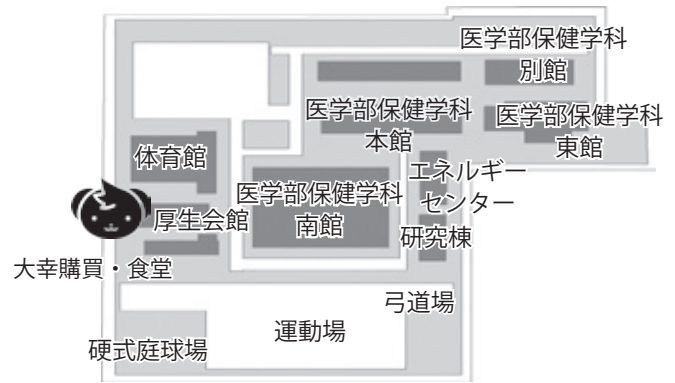 医学部保健学科
別館
医学部保健学科
本館
医学部保健学科
東館
体育館
エネルギー
センター
医学部保健学科
南館
厚生会館
研究棟
大幸購買・食堂
弓道場
運動場
硬式庭球場